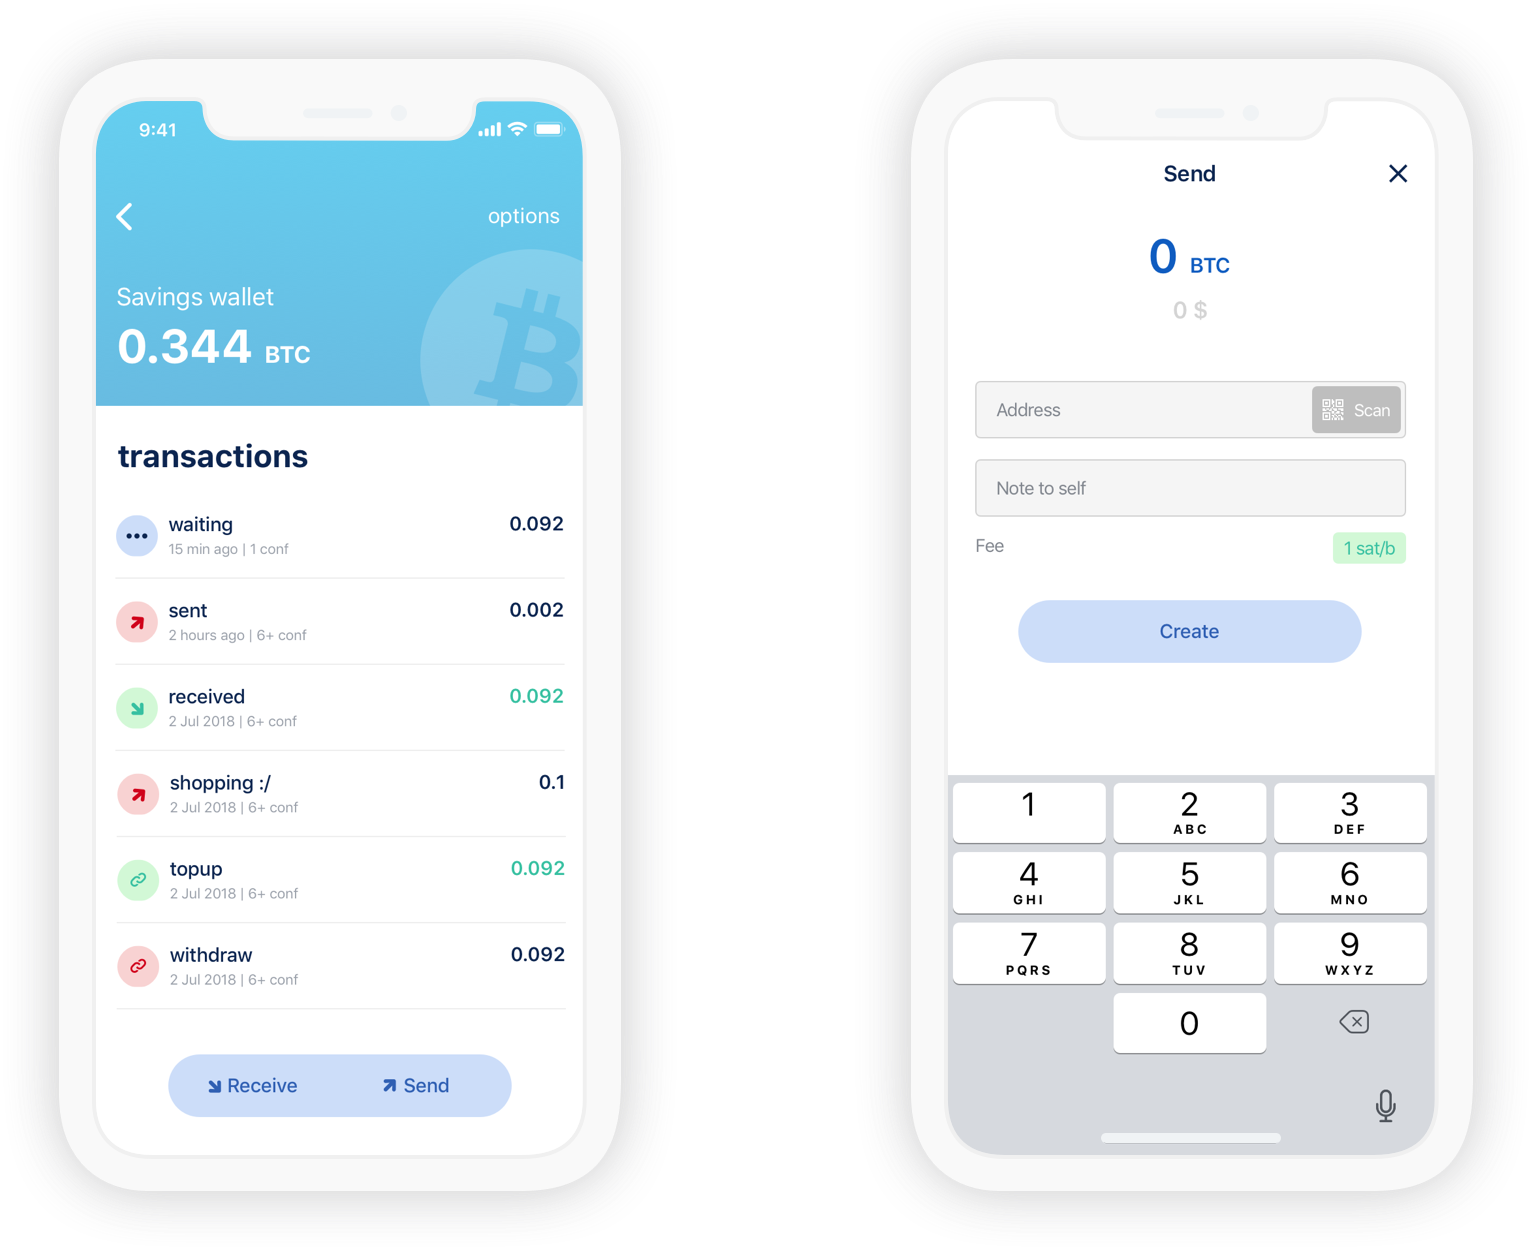 9:41
options
Savings wallet
0.344 BTC
transactions
waiting 0.092
15 min ago | 1 conf
sent 0.002
2 hours ago | 6+ conf
received 0.092
2 Jul 2018 | 6+ conf
shopping :/ 0.1
2 Jul 2018 | 6+ conf
topup 0.092
2 Jul 2018 | 6+ conf
withdraw 0.092
2 Jul 2018 | 6+ conf
Receive Send
Send
0 BTC
0 $
Address Scan
Note to self
Fee 1 sat/b
Create
1 2 3
ABC DEF
4 5 6
GHI JKL MNO
7 8 9
PQRS TUV WXYZ
0